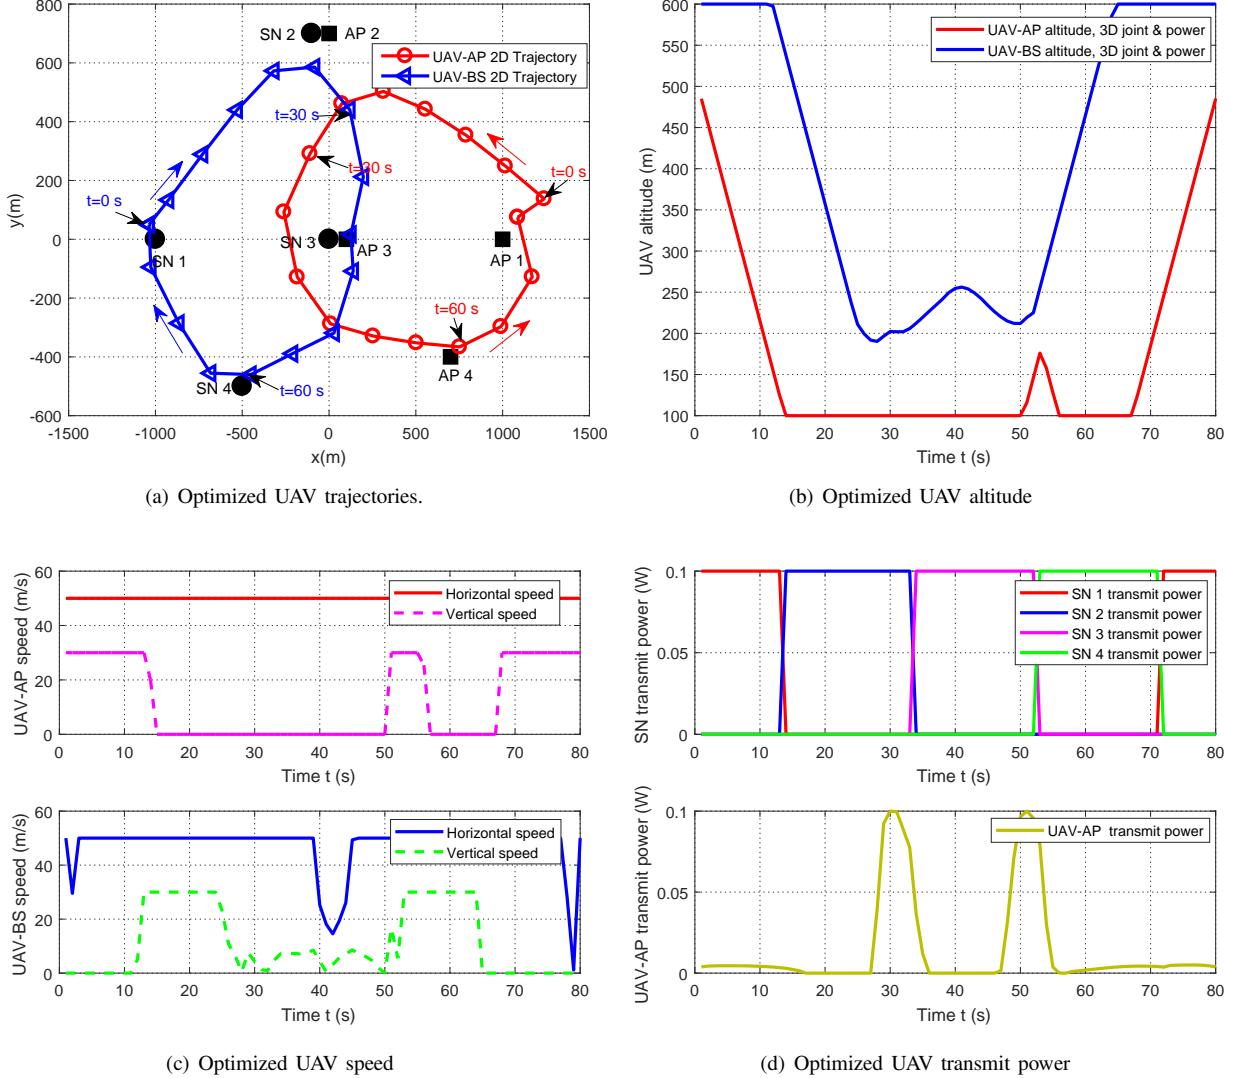 800
600
400
200
0
-200
-400
-600
-1500
-1000
-500
0
500
1000
1500
y(m)
x(m)
SN 2
AP 2
UAV-AP 2D Trajectory
UAV-BS 2D Trajectory
t=30 s
t=30 s
t=0 s
t=0 s
SN 1
SN 3
AP 3
AP 1
t=60 s
AP 4
SN 4
t=60 s
(a) Optimized UAV trajectories.
600
550
500
450
400
350
300
250
200
150
100
0
10
20
30
40
50
60
70
80
UAV altitude (m)
Time t (s)
UAV-AP altitude, 3D joint & power
UAV-BS altitude, 3D joint & power
(b) Optimized UAV altitude
60
40
20
0
0
10
20
30
40
50
60
70
80
UAV-AP speed (m/s)
Time t (s)
Horizontal speed
Vertical speed
60
40
20
0
0
10
20
30
40
50
60
70
80
UAV-BS speed (m/s)
Time t (s)
Horizontal speed
Vertical speed
(c) Optimized UAV speed
0.1
0.05
0
0
10
20
30
40
50
60
70
80
SN transmit power (W)
Time t (s)
SN 1 transmit power
SN 2 transmit power
SN 3 transmit power
SN 4 transmit power
0.1
0.05
0
0
10
20
30
40
50
60
70
80
UAV-AP transmit power (W)
Time t (s)
UAV-AP transmit power
(d) Optimized UAV transmit power